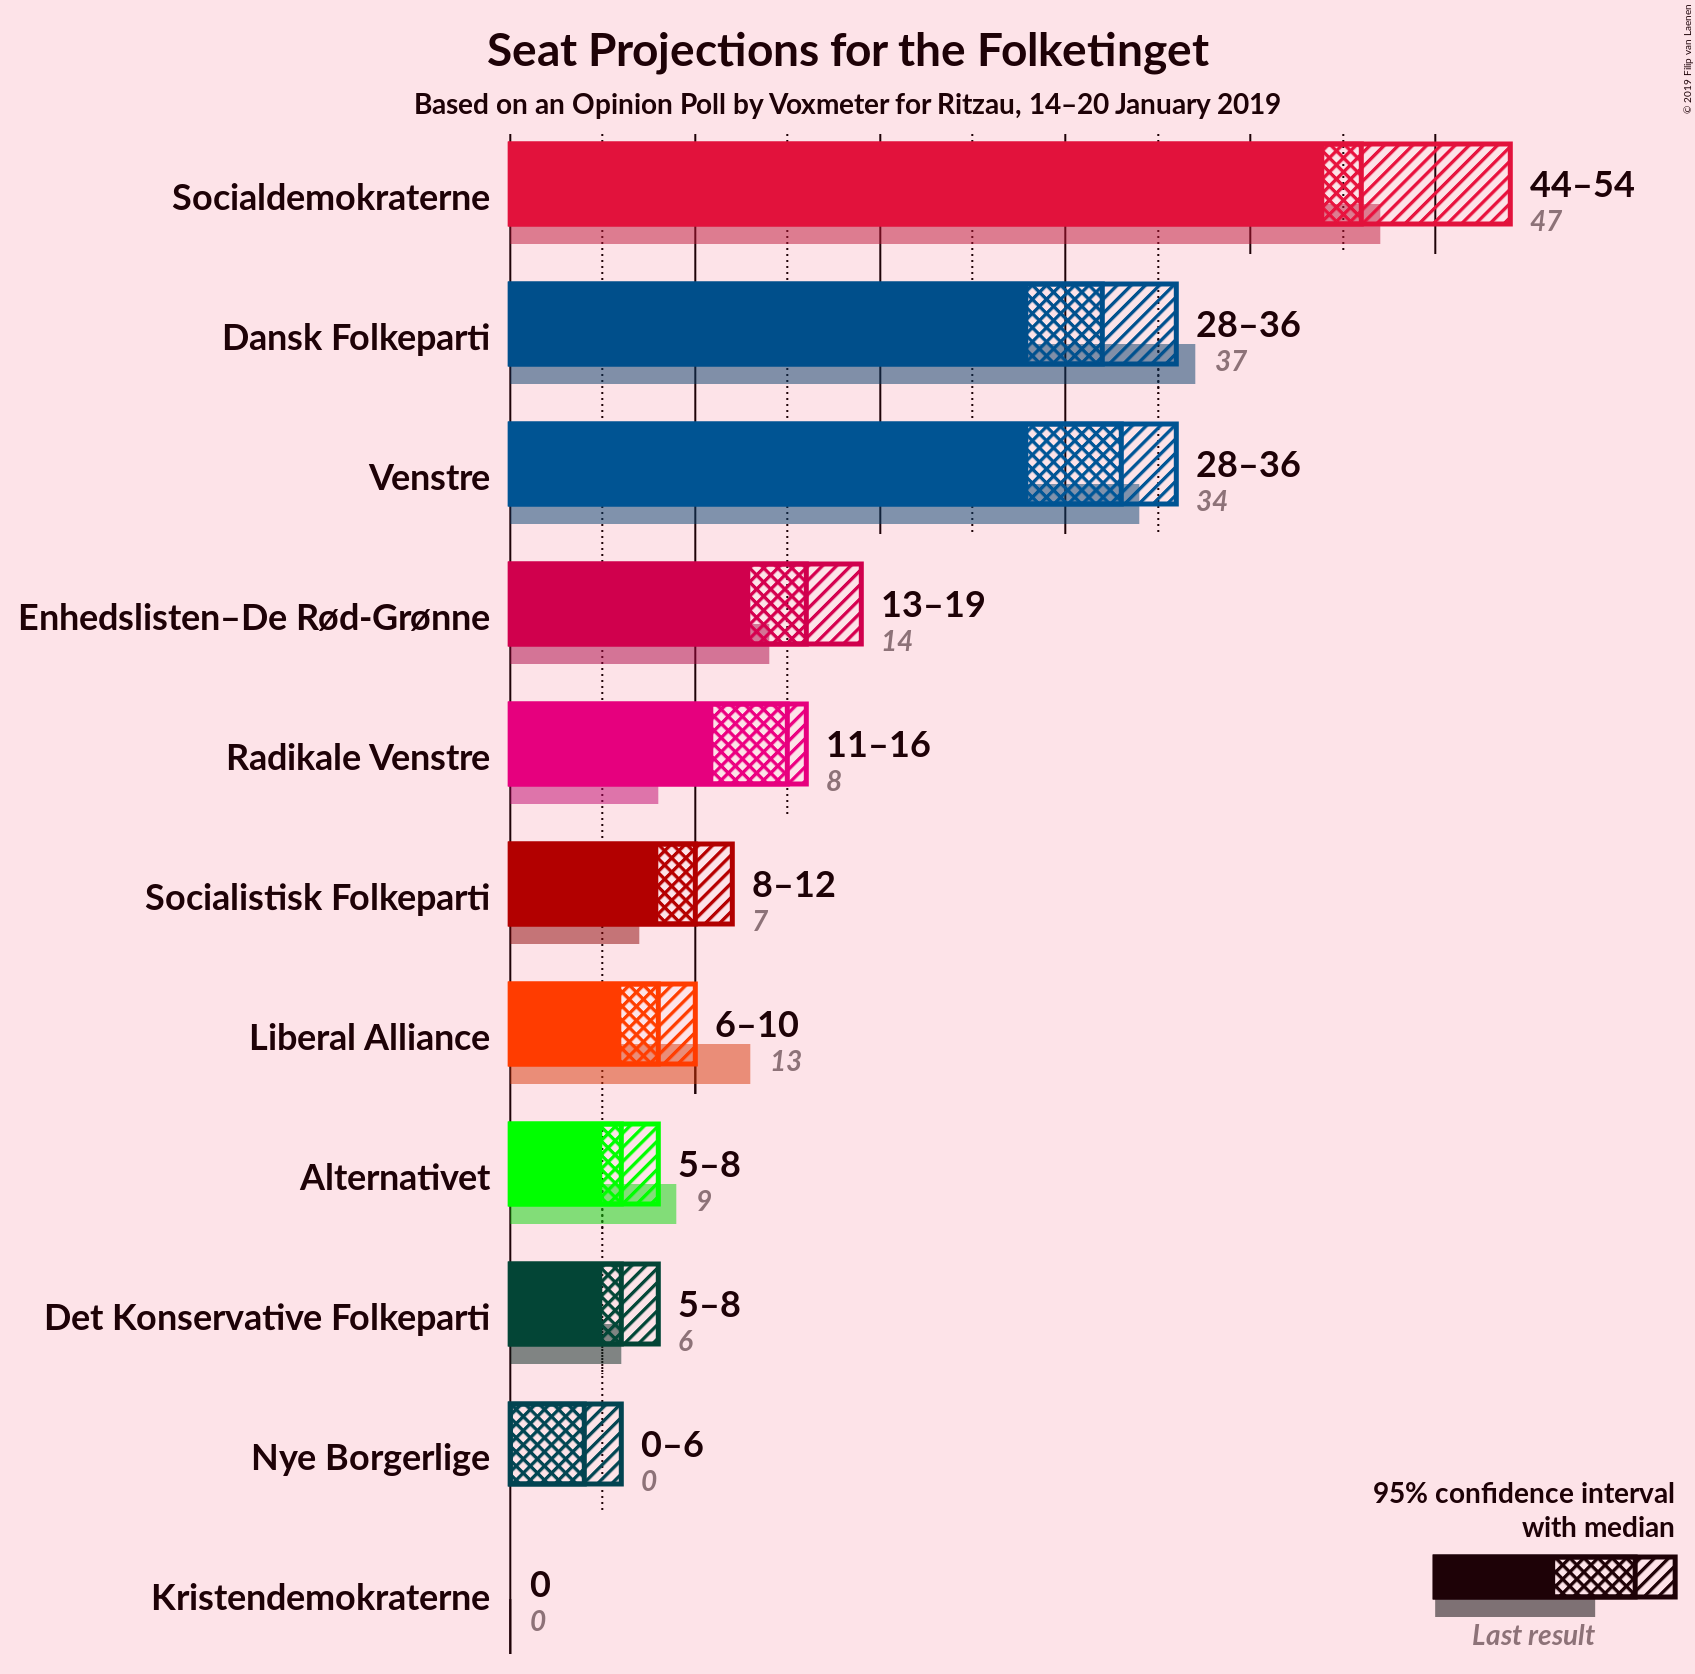 Seat Projections for the Folketinget
Based on an Opinion Poll by Voxmeter for Ritzau, 14–20 January 2019
© 2019 Filip van Laenen
Socialdemokraterne
44–54
47
Dansk Folkeparti
28–36
37
Venstre
28–36
34
Enhedslisten–De Rød-Grønne
13–19
14
Radikale Venstre
11–16
8
Socialistisk Folkeparti
8–12
7
Liberal Alliance
6–10
13
Alternativet
5–8
9
Det Konservative Folkeparti
5–8
6
Nye Borgerlige
0–6
0
Kristendemokraterne
0
0
95% confidence interval
with median
Last result